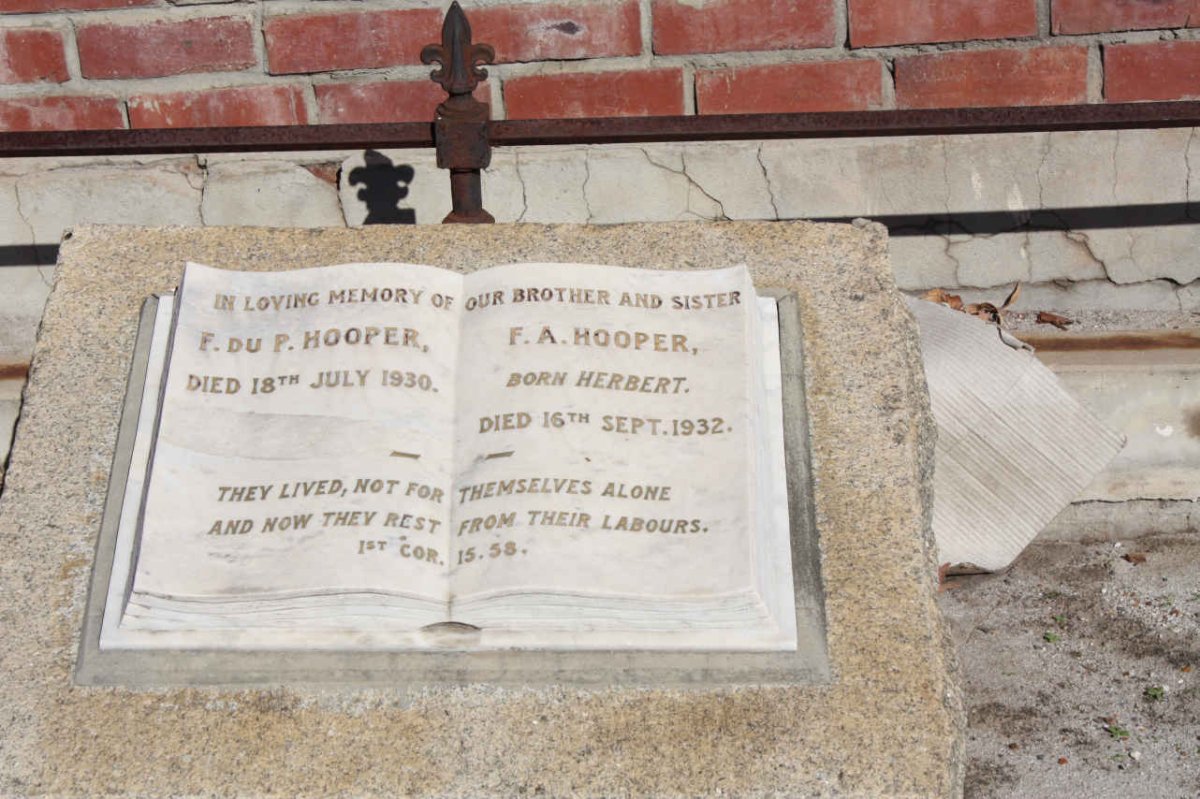 IN LOVING MEMORY OF OUR BROTHER AND SISTER
F. DU P. HOOPER,
DIED 18TH JULY 1930.
F. A. HOOPER,
BORN HERBERT.
DIED 16TH SEPT. 1932.
THEY LIVED, NOT FOR THEMSELVES ALONE
AND NOW THEY REST FROM THEIR LABOURS.
1ST COR. 15. 58.